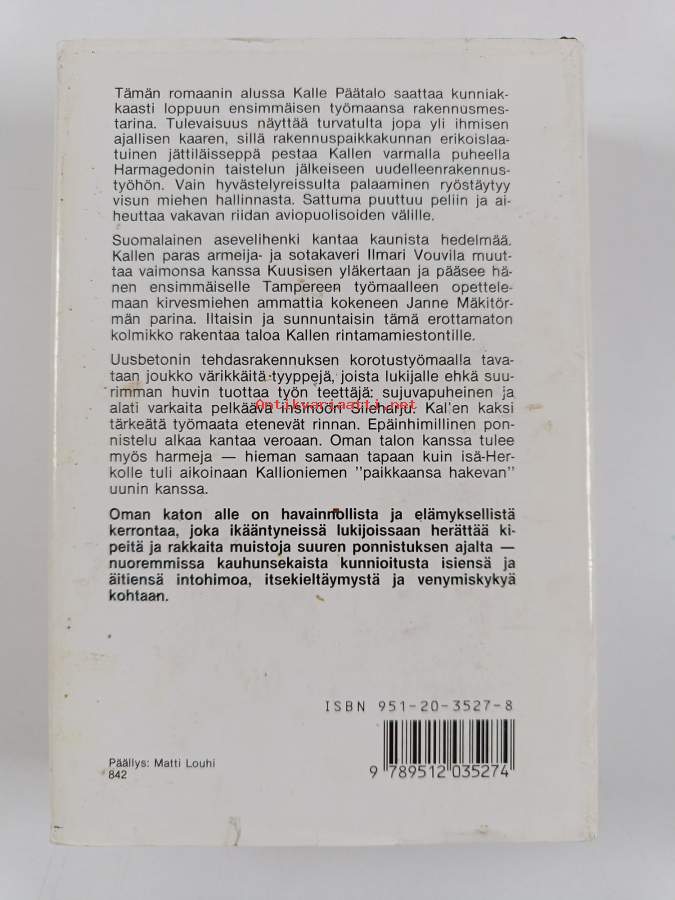 Tämän romaanin alussa Kalle Päätalo saattaa kunniak-
kaasti loppuun ensimmäisen työmaansa rakennusmes-
tarina. Tulevaisuus näyttää turvatulta jopa yli ihmisen
ajallisen kaaren, sillä rakennuspaikkakunnan erikoislaa-
tuinen jättiläisseppä pestaa Kallen varmalla puheella
Harmagedonin taistelun jälkeiseen uudelleenrakennus-
työhön. Vain hyvästelyreissulta palaaminen ryöstäytyy
visun miehen hallinnasta. Sattuma puuttuu peliin ja ai-
heuttaa vakavan riidan aviopuolisoiden välille.
Suomalainen asevelihenki kantaa kaunista hedelmää.
Kallen paras armeija- ja sotakaveri Ilmari Vouvila muut-
taa vaimonsa kanssa Kuusisen yläkertaan ja pääsee hä-
nen ensimmäiselle Tampereen työmaalleen opettele-
maan kirvesmiehen ammattia kokeneen Janne Mäkitör-
män parina. Iltaisin ja sunnuntaisin tämä erottamaton
kolmikko rakentaa taloa Kallen rintamamiestontille.
Uusbetonin tehdasrakennuksen korotustyömaalla tava-
taan joukko värikkäitä tyyppejä, joista lukijalle ehkä suu-
rimman huvin tuottaa työn teettäjä: sujuvapuheinen ja
alati varkaita pelkäävä insinööri Sileharju. Kallen kaksi
tärkeätä työmaata etenevät rinnan. Epäinhimillinen pon-
nistelu alkaa kantaa veroaan. Oman talon kanssa tulee
myös harmeja — hieman samaan tapaan kuin isä-Her-
kolle tuli aikoinaan Kallioniemen "paikkaansa hakevan"
uunin kanssa.
Oman katon alle on havainnollista ja elämyksellistä
kerrontaa, joka ikääntyneissä lukijoissaan herättää ki-
peitä ja rakkaita muistoja suuren ponnistuksen ajalta —
nuoremmissa kauhunsekaista kunnioitusta isiensä ja
äitiensä intohimoa, itsekieltäymystä ja venymiskykyä
kohtaan.
Antikvariaatti.net
ISBN 951-20-3527-8
Päällys: Matti Louhi
842
9 789512 035274